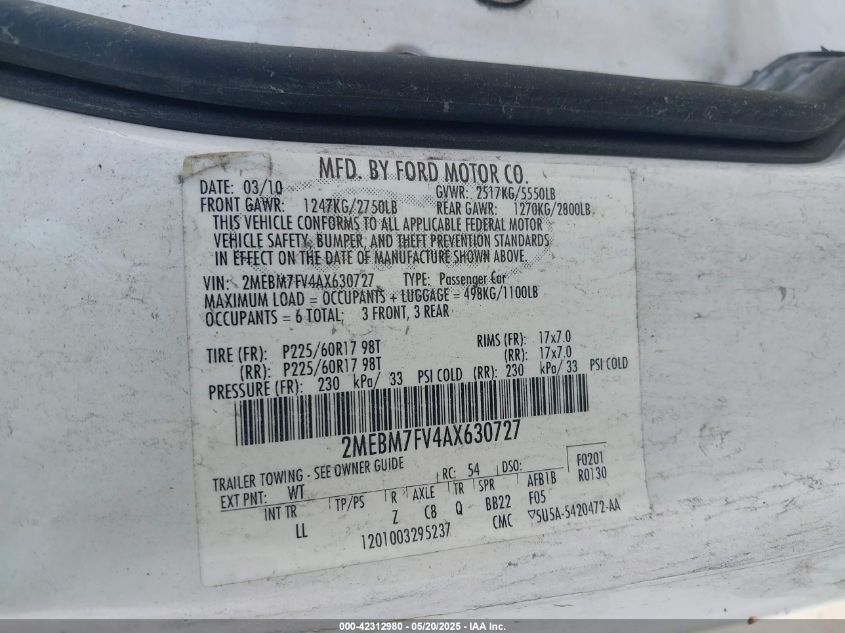 MFD. BY FORD MOTOR CO.
DATE: 03/10 GVWR: 2517KG/5550LB
FRONT GAWR: 1247KG/2750LB REAR GAWR: 1270KG/2800LB
THIS VEHICLE CONFORMS TO ALL APPLICABLE FEDERAL MOTOR
VEHICLE SAFETY, BUMPER, AND THEFT PREVENTION STANDARDS
IN EFFECT ON THE DATE OF MANUFACTURE SHOWN ABOVE.
VIN: 2MEBM7FV4AX630727 TYPE: Passenger Car
MAXIMUM LOAD = OCCUPANTS + LUGGAGE = 498KG/1100LB
OCCUPANTS = 6 TOTAL: 3 FRONT, 3 REAR
TIRE (FR): P225/60R17 98T RIMS (FR): 17x7.0
(RR): P225/60R17 98T (RR): 17x7.0
PRESSURE (FR): 230 kPa/ 33 PSI COLD (RR): 230 kPa/ 33 PSI COLD
2MEBM7FV4AX630727
TRAILER TOWING - SEE OWNER GUIDE
EXT PNT: WT RC: 54 DSO: F0201
AFB1B R0130
INT TR TP/PS R AXLE TR SPR F05
LL Z C8 Q BB22
1201003295237 CMC ▽5U5A-5420472-AA
000-42312980 - 05/20/2025 - IAA Inc.